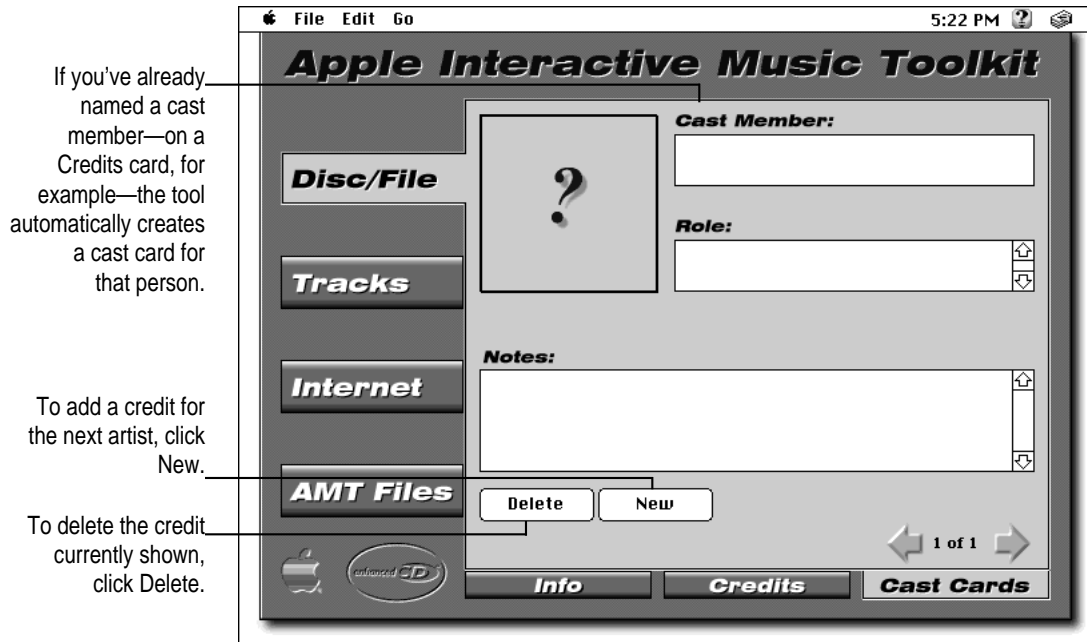 File Edit Go 5:22 PM
Apple Interactive Music Toolkit
If you've already
named a cast
member—on a
Credits card, for
example—the tool
automatically creates
a cast card for
that person.
To add a credit for
the next artist, click
New.
To delete the credit
currently shown,
click Delete.
Disc/File
Tracks
Internet
AMT Files
enhanced CD
?
Cast Member:
Role:
Notes:
Delete New
1 of 1
Info Credits Cast Cards